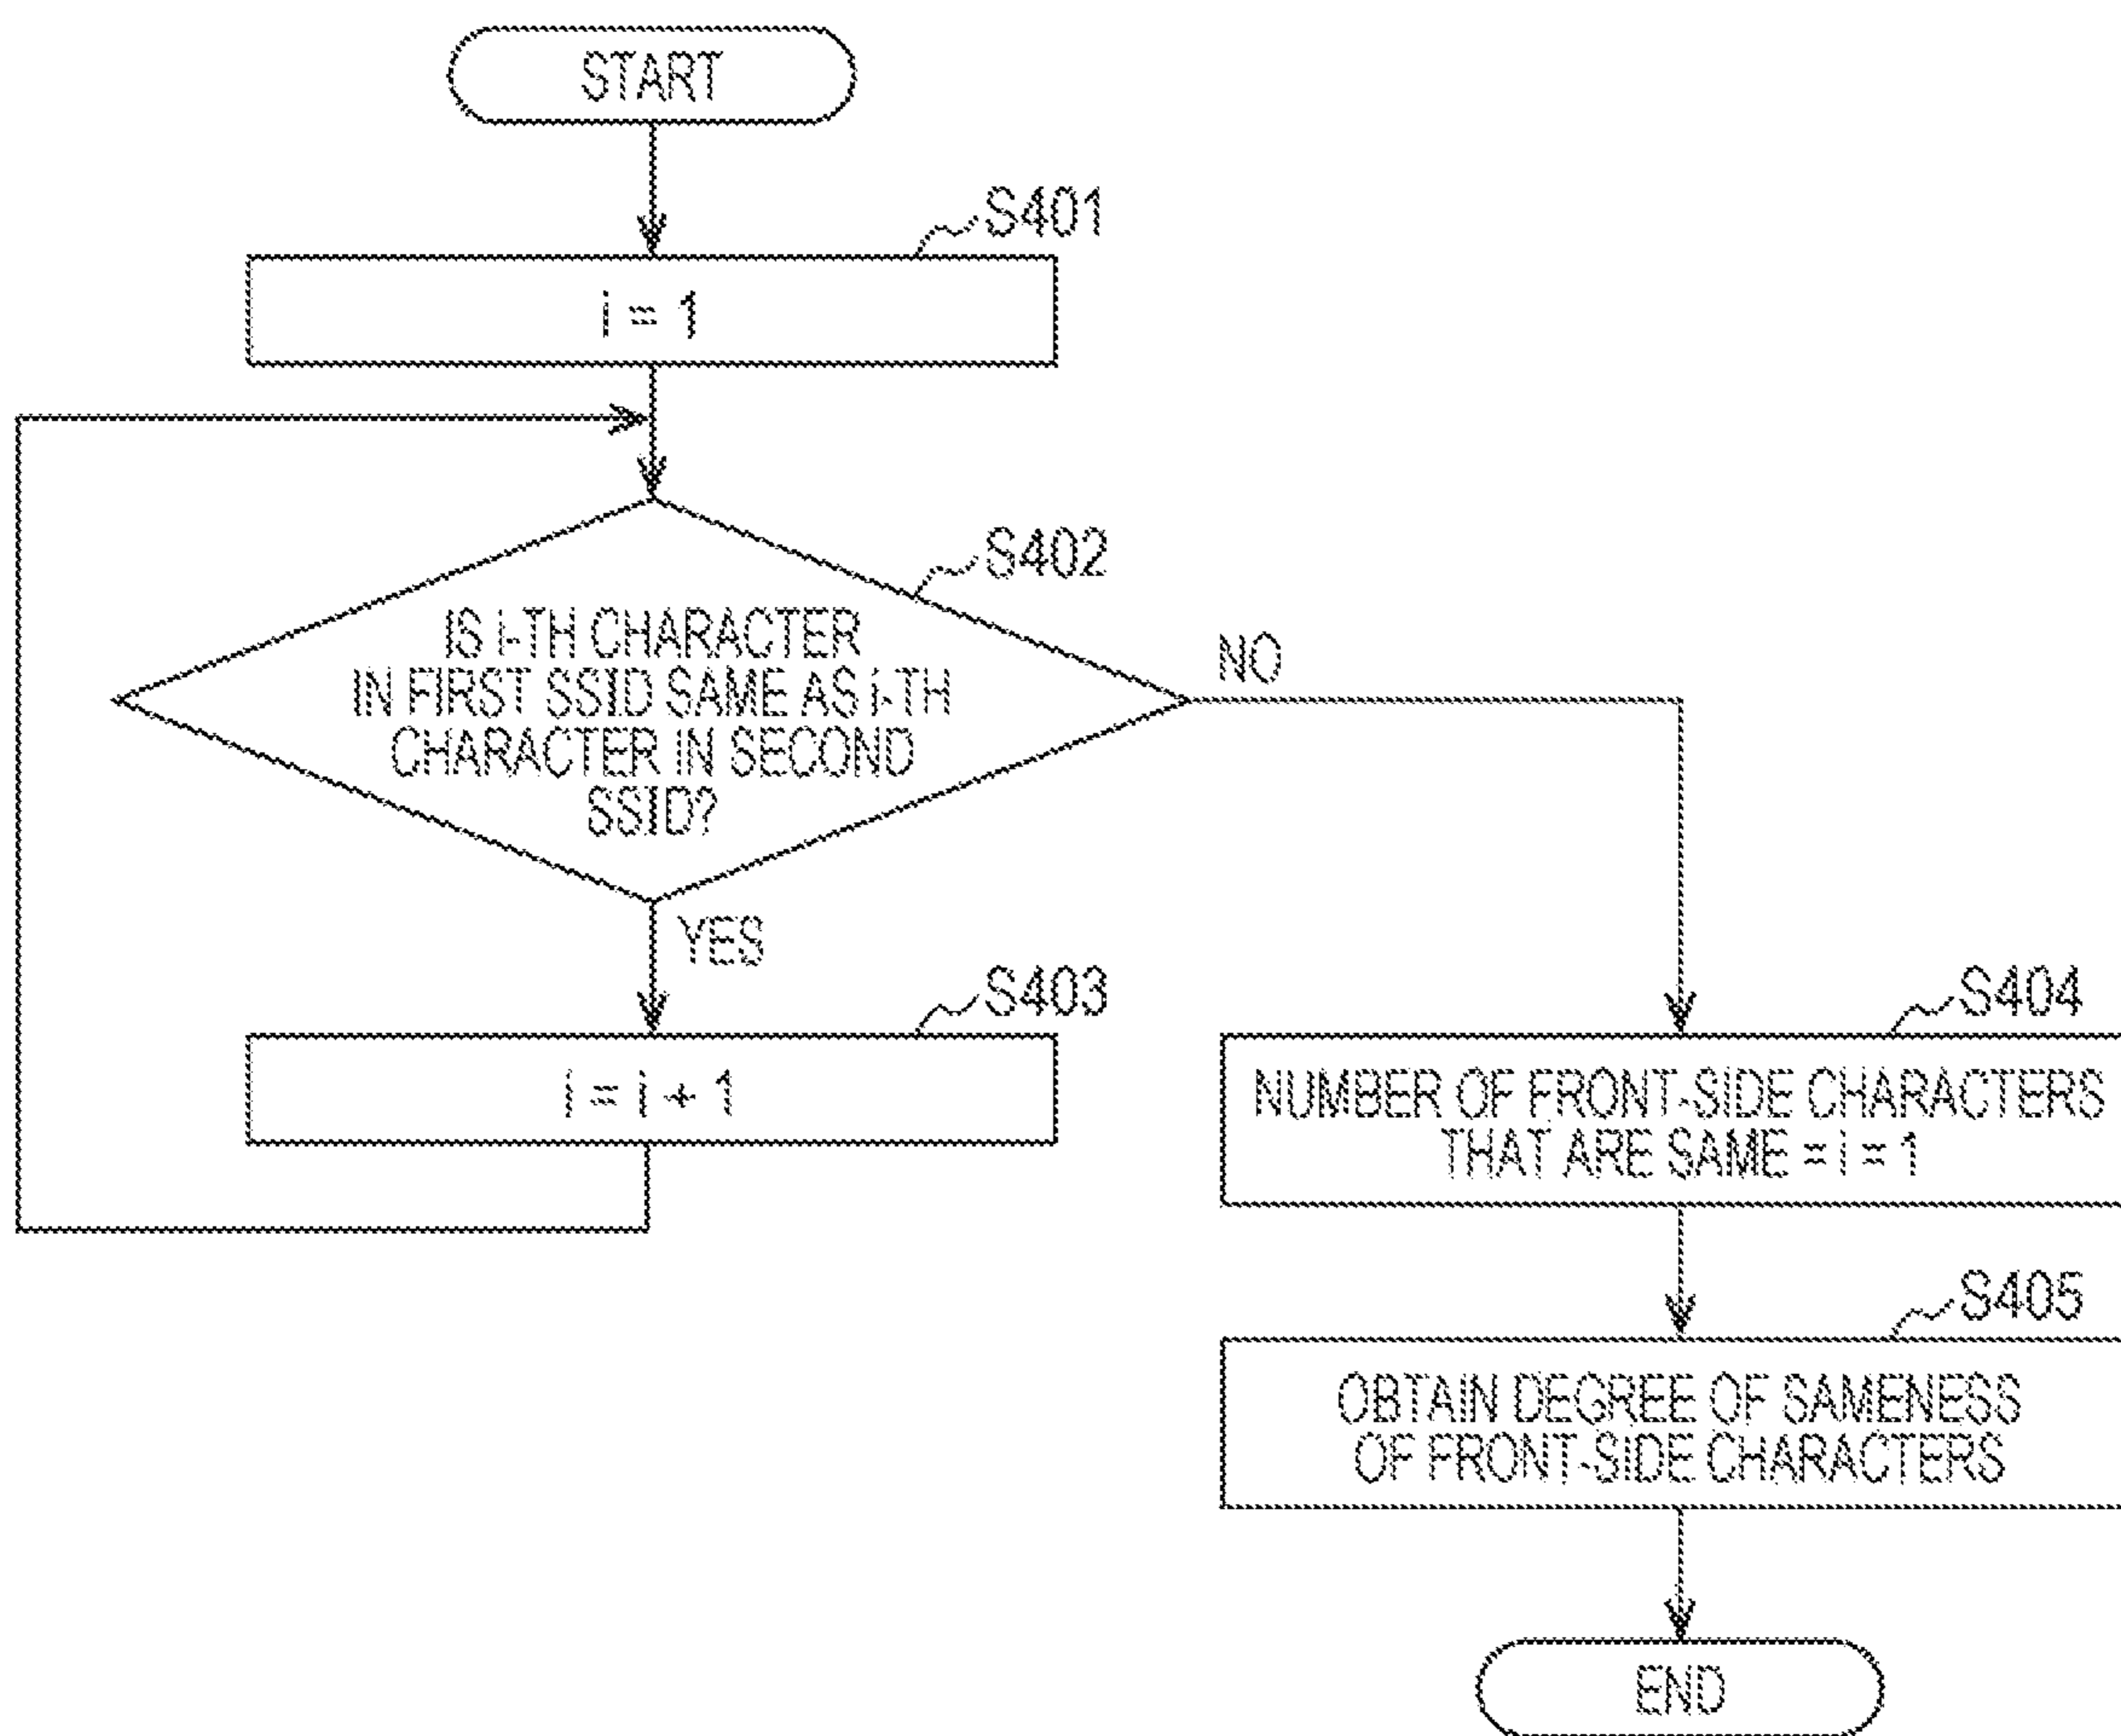 START
S401
i = 1
S402
IS i-TH CHARACTER
IN FIRST SSID SAME AS i-TH
CHARACTER IN SECOND
SSID?
NO
YES
S403
i = i + 1
S404
NUMBER OF FRONT-SIDE CHARACTERS
THAT ARE SAME = i = 1
S405
OBTAIN DEGREE OF SAMENESS
OF FRONT-SIDE CHARACTERS
END